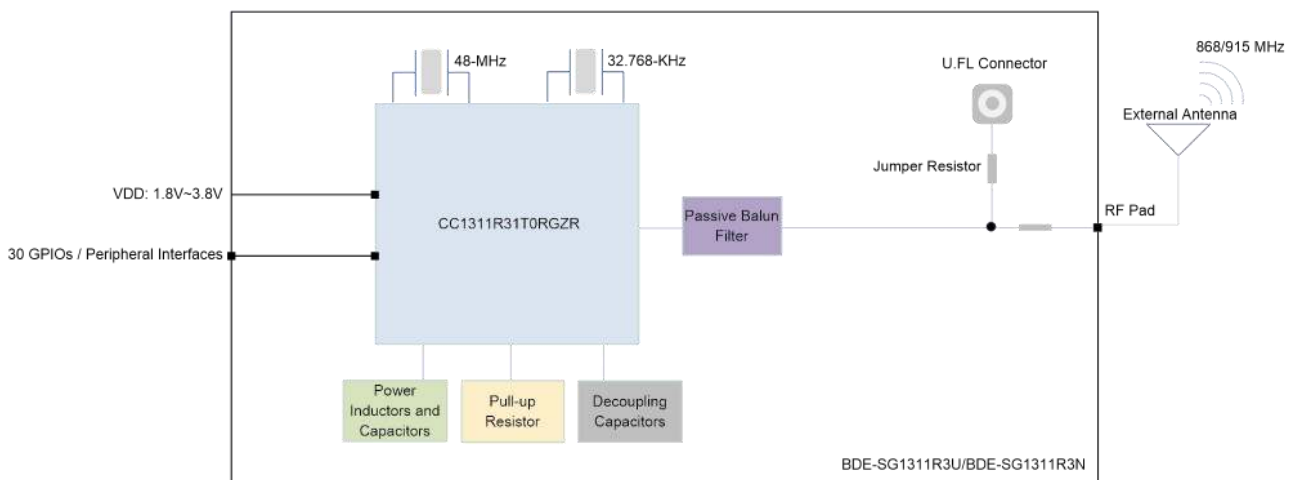 48-MHz
32.768-KHz
868/915 MHz
U.FL Connector
External Antenna
Jumper Resistor
VDD: 1.8V~3.8V
CC1311R31T0RGZR
Passive Balun
Filter
RF Pad
30 GPIOs / Peripheral Interfaces
Power
Inductors and
Capacitors
Pull-up
Resistor
Decoupling
Capacitors
BDE-SG1311R3U/BDE-SG1311R3N